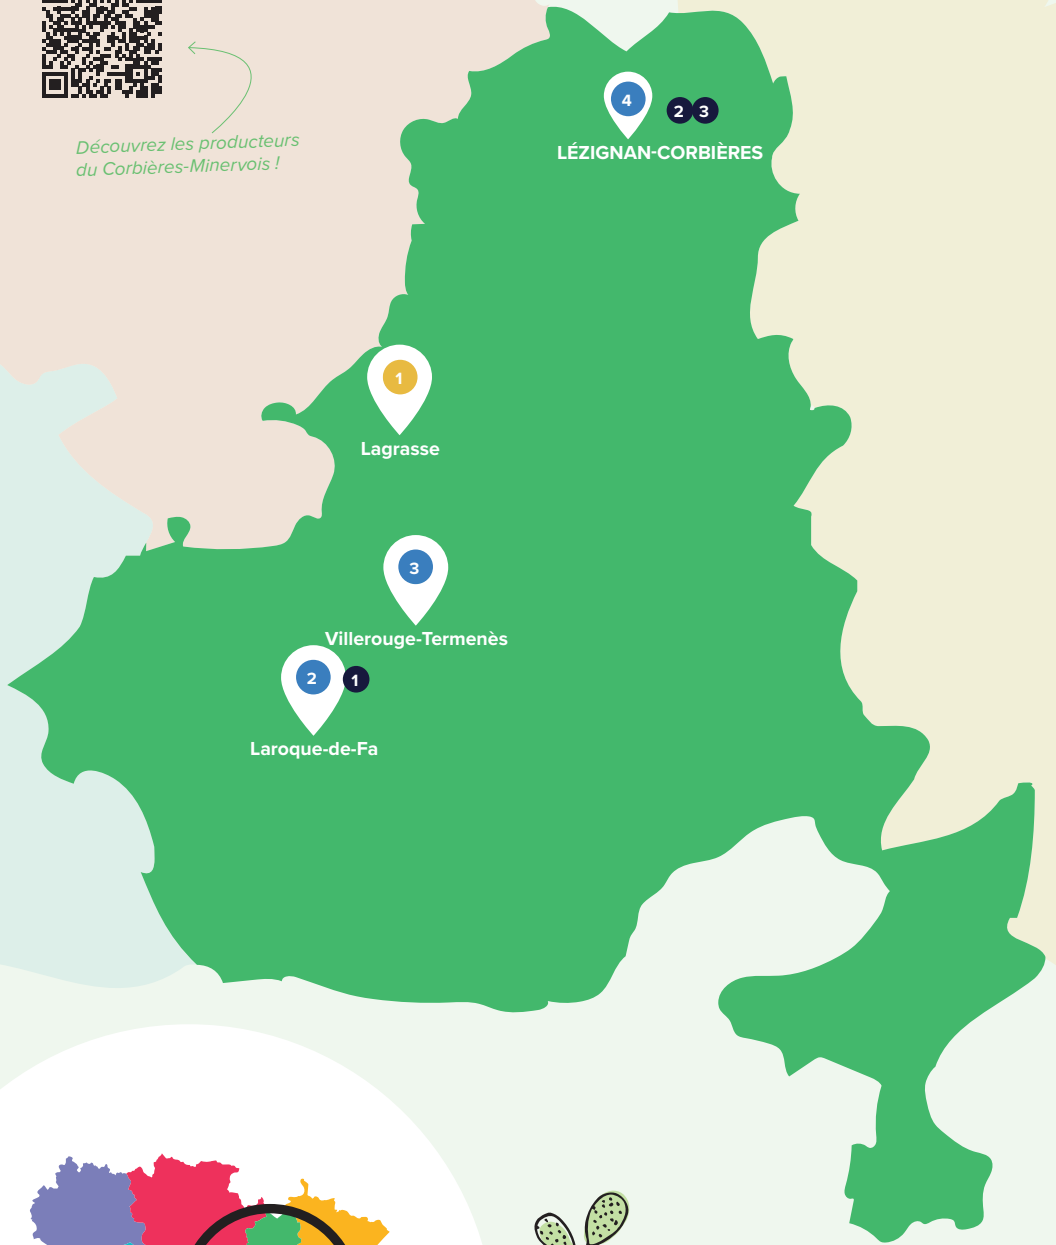 Découvrez les producteurs
du Corbières-Minervois !
4
2 3
LÉZIGNAN-CORBIÈRES
1
Lagrasse
3
Villerouge-Termenès
2 1
Laroque-de-Fa